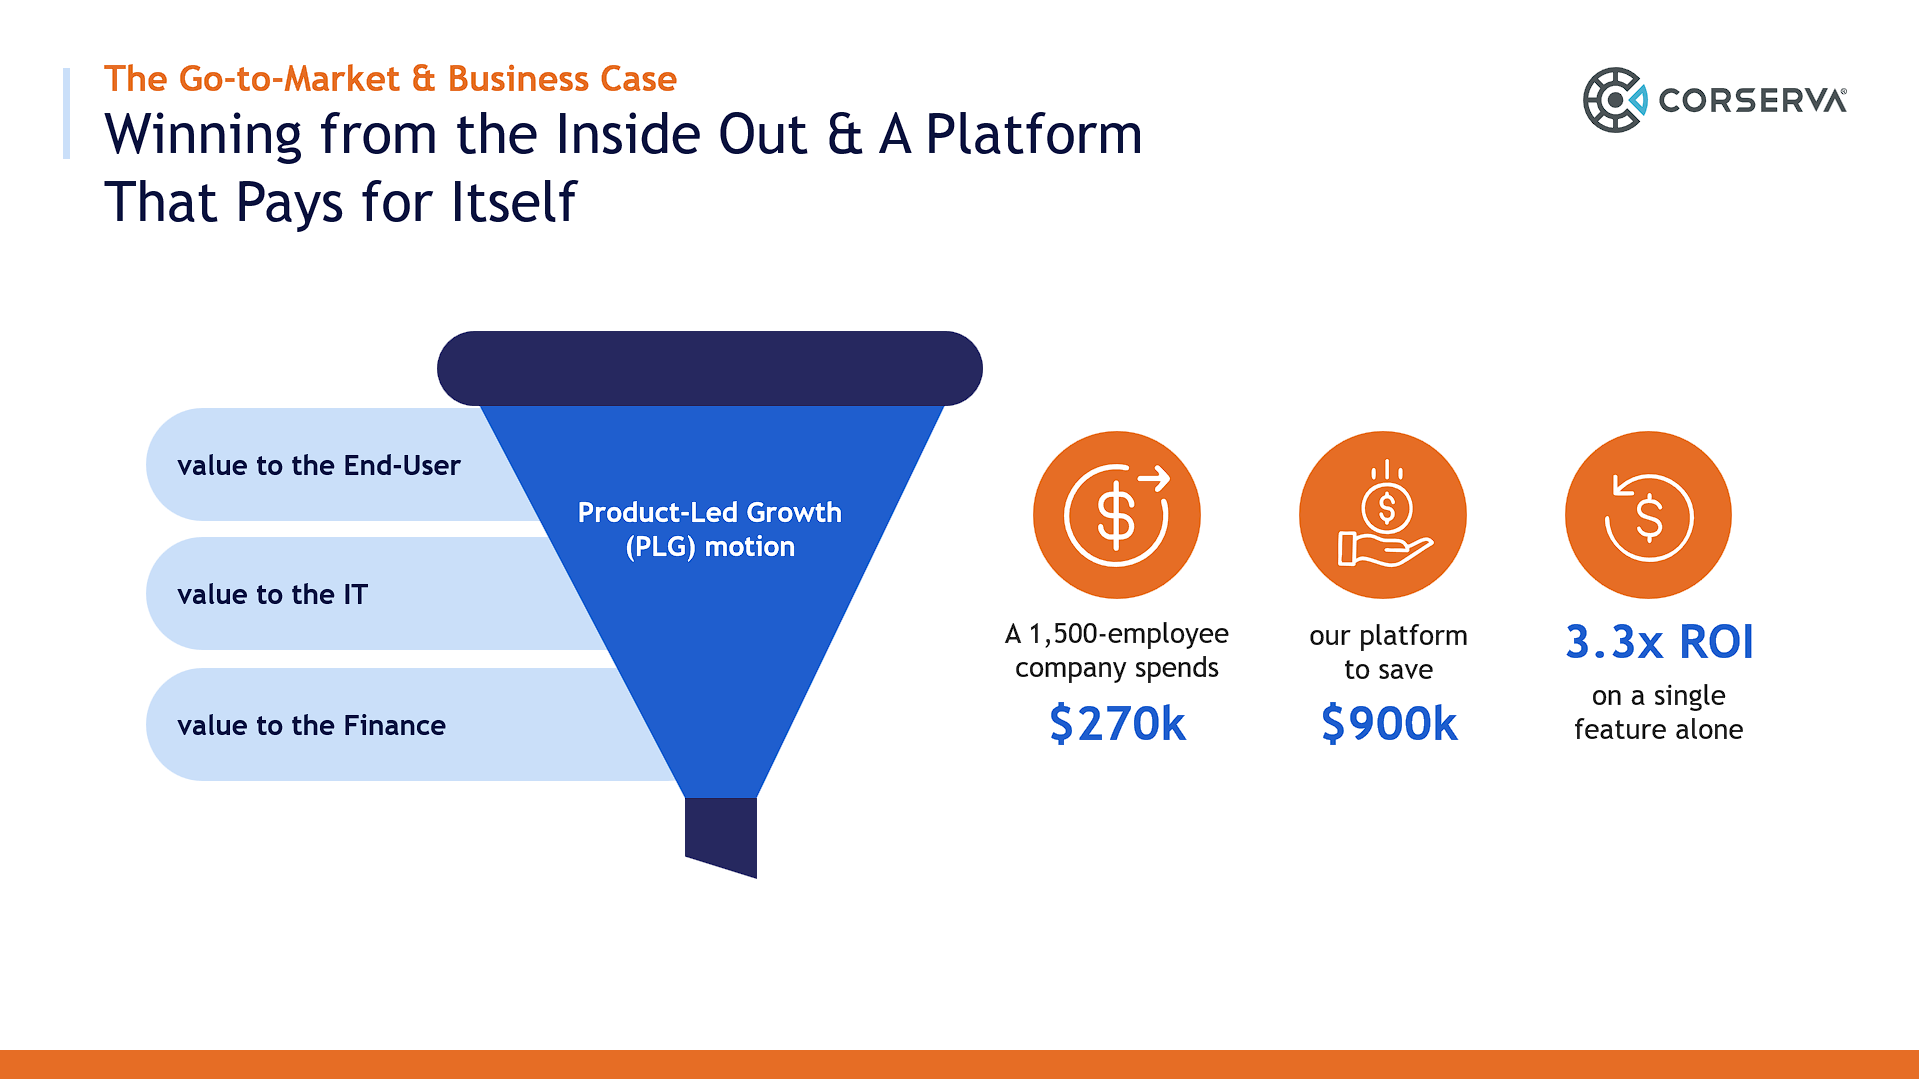 The Go-to-Market & Business Case
Winning from the Inside Out & A Platform
That Pays for Itself
CORSERVA®
value to the End-User
value to the IT
value to the Finance
Product-Led Growth
(PLG) motion
A 1,500-employee
company spends
$270k
our platform
to save
$900k
3.3x ROI
on a single
feature alone